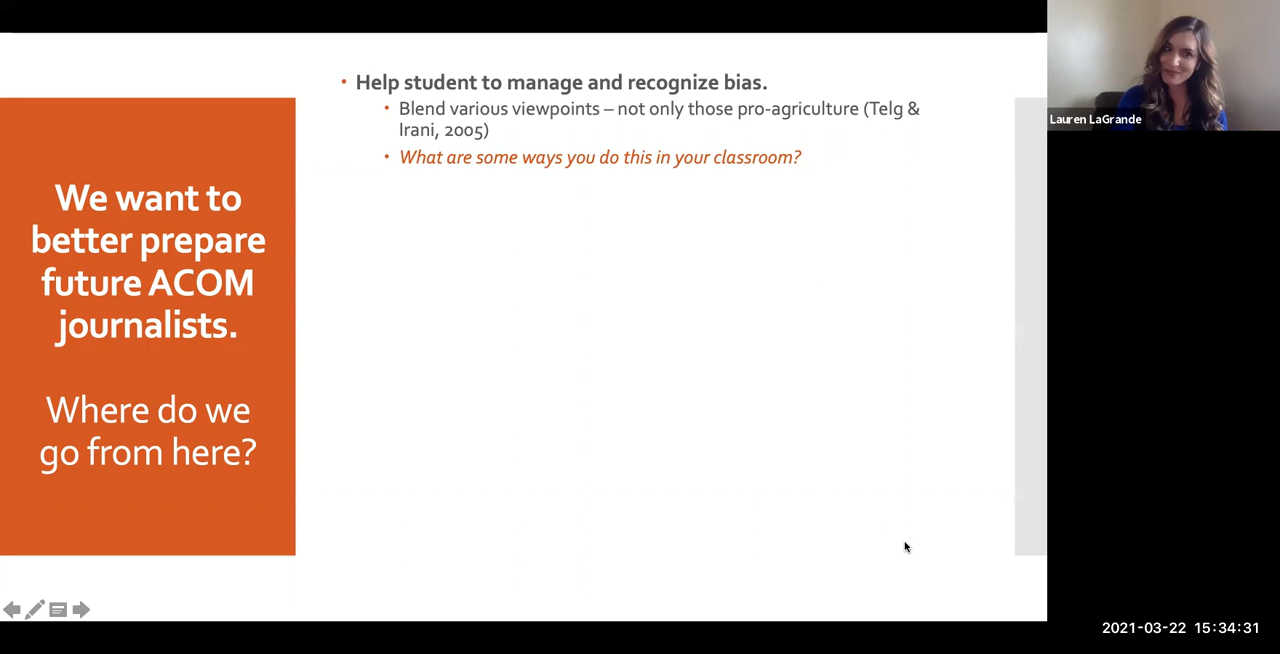 We want to
better prepare
future ACOM
journalists.
Where do we
go from here?
• Help student to manage and recognize bias.
• Blend various viewpoints – not only those pro-agriculture (Telg &
Irani, 2005)
• What are some ways you do this in your classroom?
Lauren LaGrande
2021-03-22 15:34:31